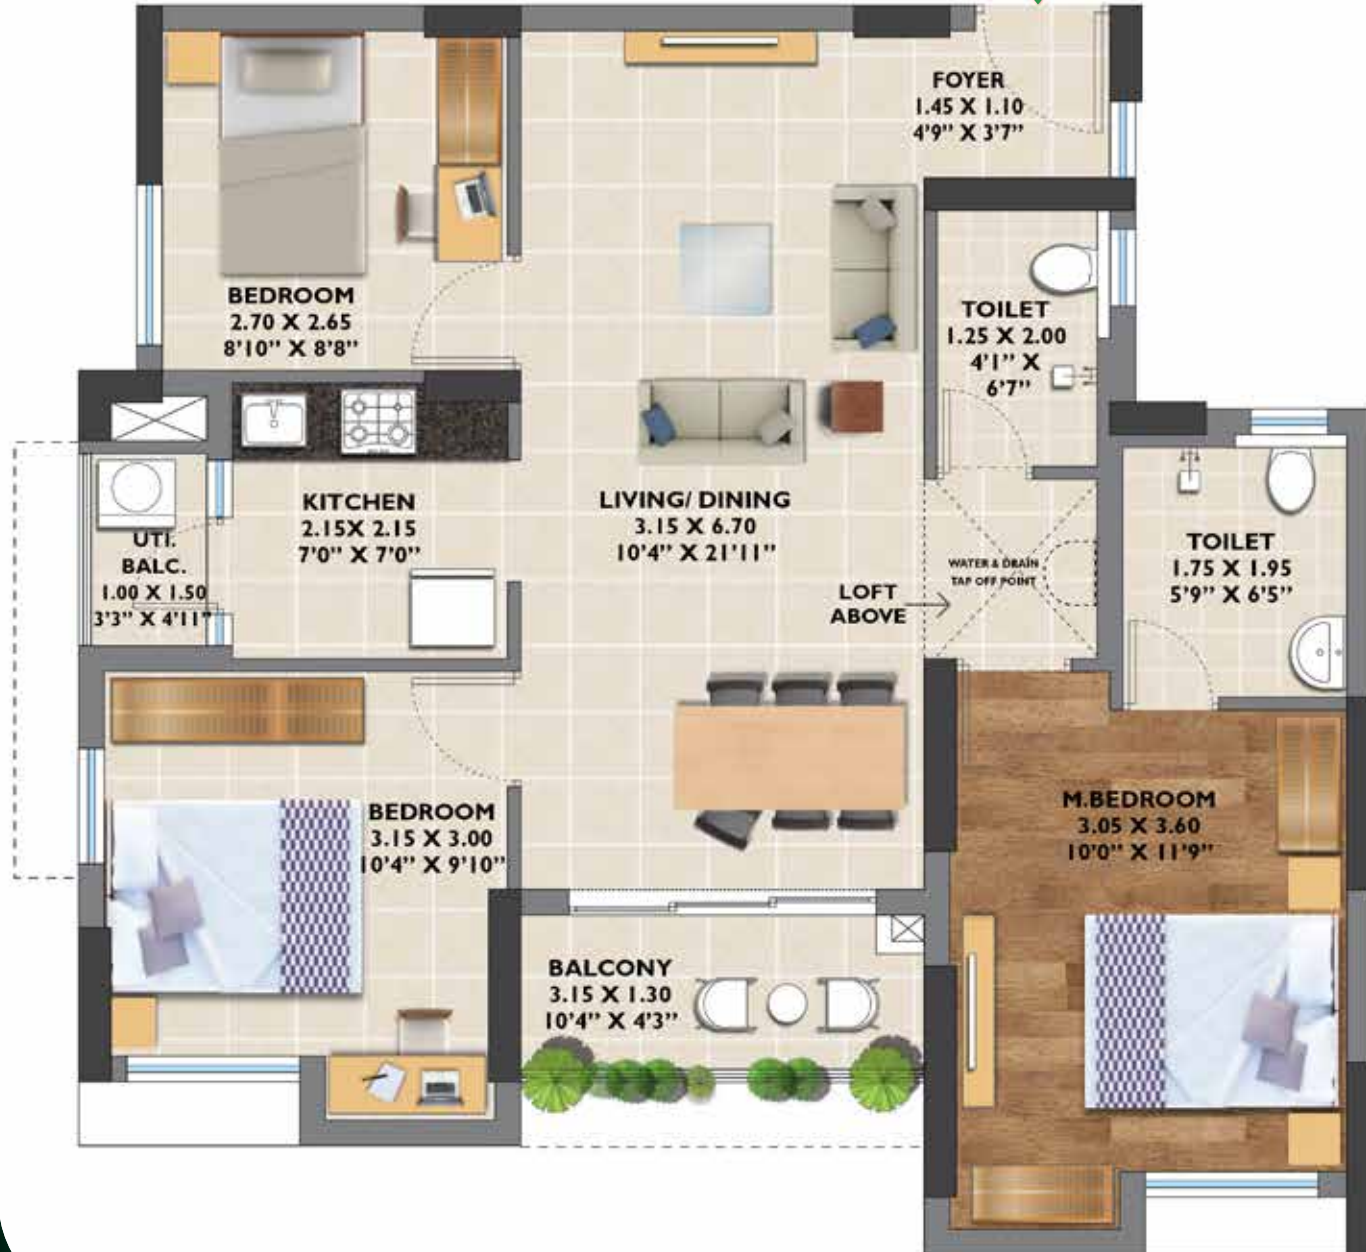 FOYER
1.45 X 1.10
4'9" X 3'7"
BEDROOM
2.70 X 2.65
8'10" X 8'8"
TOILET
1.25 X 2.00
4'1" X
6'7"
KITCHEN
2.15X 2.15
7'0" X 7'0"
LIVING/ DINING
3.15 X 6.70
10'4" X 21'11"
UTI.
BALC.
1.00 X 1.50
3'3" X 4'11"
WATER & DRAIN
TAP OFF POINT
LOFT
ABOVE
TOILET
1.75 X 1.95
5'9" X 6'5"
BEDROOM
3.15 X 3.00
10'4" X 9'10"
M.BEDROOM
3.05 X 3.60
10'0" X 11'9"
BALCONY
3.15 X 1.30
10'4" X 4'3"